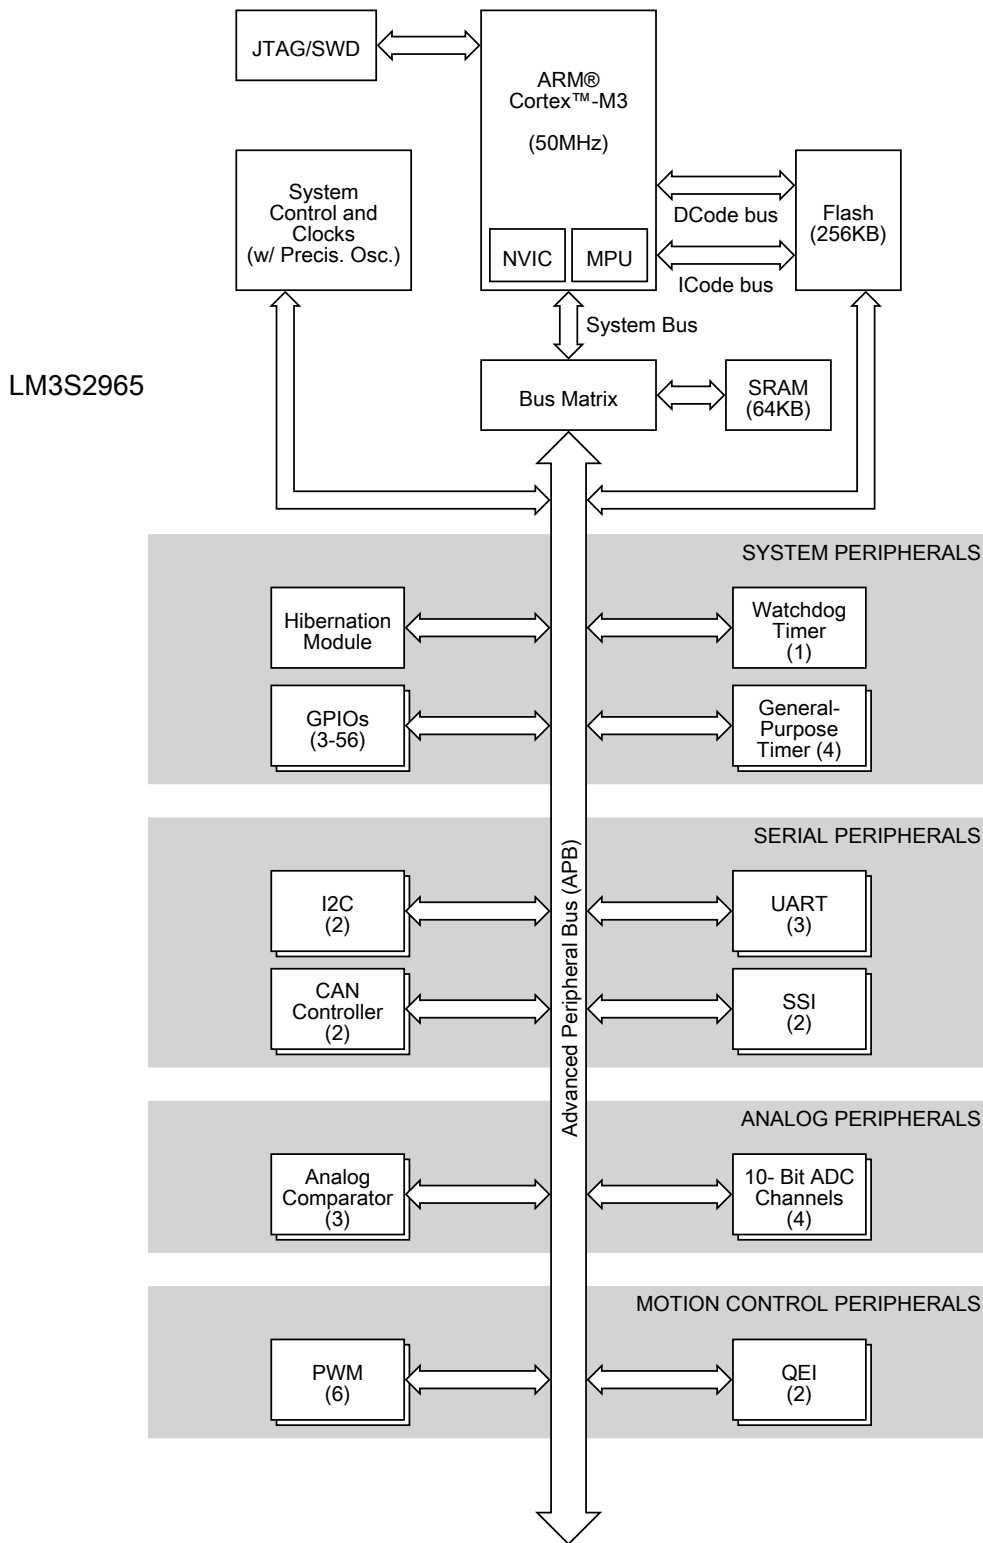 JTAG/SWD
ARM®
Cortex™-M3
(50MHz)
System
Control and
Clocks
(w/ Precis. Osc.)
DCode bus
Flash
(256KB)
NVIC
MPU
ICode bus
System Bus
LM3S2965
Bus Matrix
SRAM
(64KB)
SYSTEM PERIPHERALS
Hibernation
Module
Watchdog
Timer
(1)
GPIOs
(3-56)
General-
Purpose
Timer (4)
Advanced Peripheral Bus (APB)
SERIAL PERIPHERALS
I2C
(2)
UART
(3)
CAN
Controller
(2)
SSI
(2)
ANALOG PERIPHERALS
Analog
Comparator
(3)
10- Bit ADC
Channels
(4)
MOTION CONTROL PERIPHERALS
PWM
(6)
QEI
(2)